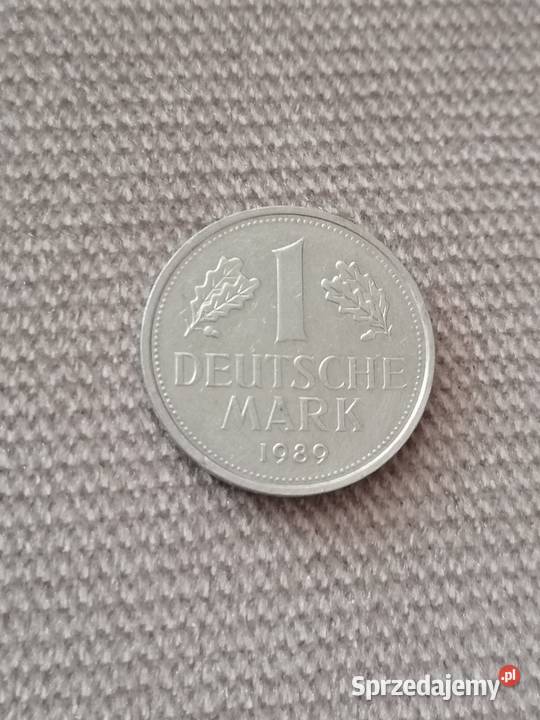 1
DEUTSCHE
MARK
1989
Sprzedajemy.pl